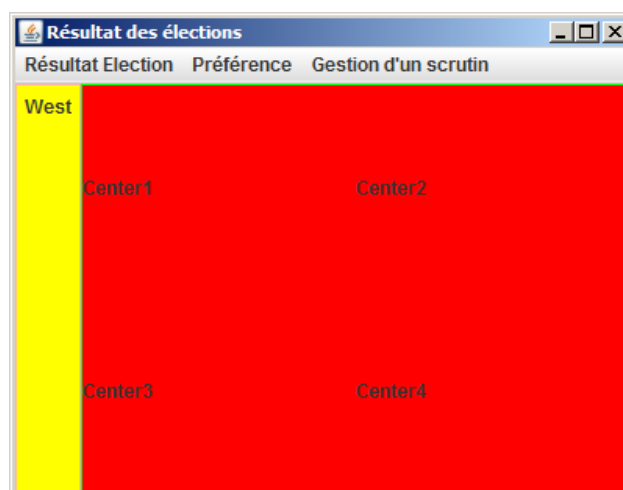 Résultat des élections
Résultat Election Préférence Gestion d'un scrutin
West
Center1 Center2
Center3 Center4